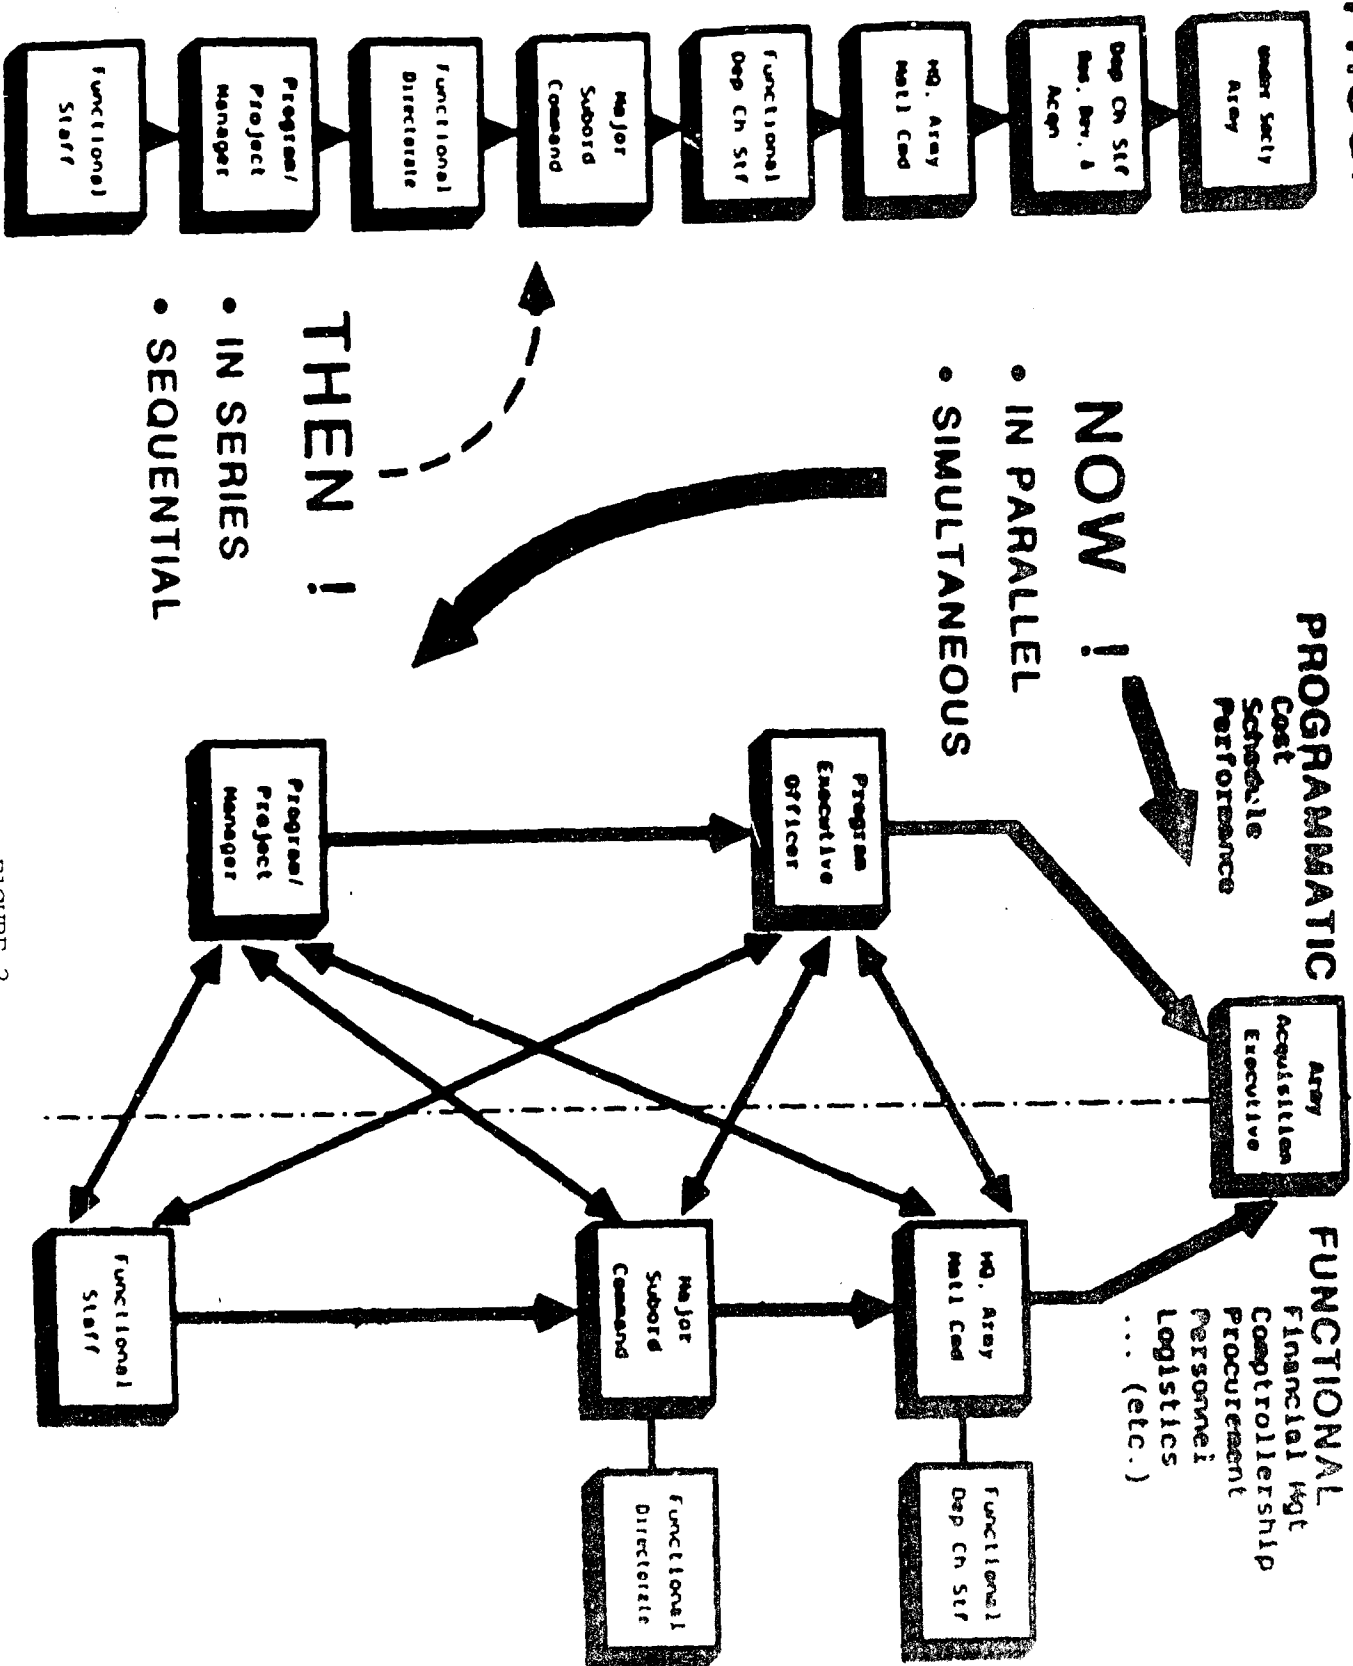 Under Secty
Army
Dep Ch Stf
Res. Dev. &
Acqn
HQ, Army
Matl Cmd
Functional
Dep Ch Stf
Major
Subord
Command
Functional
Directorate
Program/
Project
Manager
Functional
Staff
THEN !
• IN SERIES
• SEQUENTIAL
NOW !
• IN PARALLEL
• SIMULTANEOUS
PROGRAMMATIC
Cost
Schedule
Performance
Army
Acquisition
Executive
FUNCTIONAL
Financial Mgt
Comptrollership
Procurement
Personnel
Logistics
... (etc.)
Program
Executive
Officer
Program/
Project
Manager
HQ, Army
Matl Cmd
Functional
Dep Ch Stf
Major
Subord
Command
Functional
Directorate
Functional
Staff